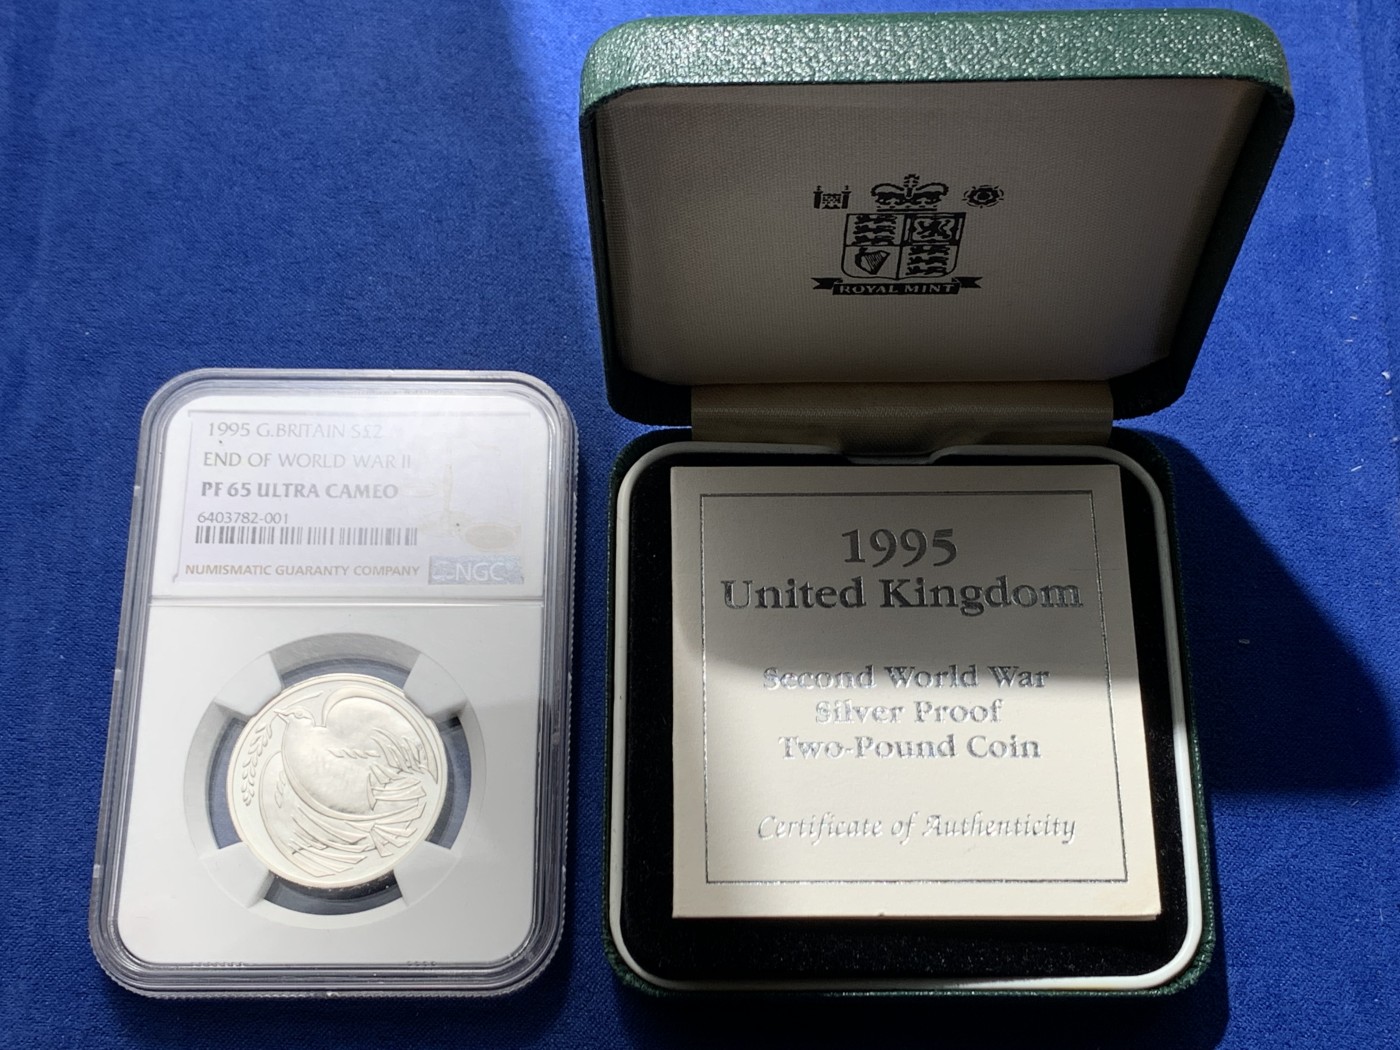 1995 G.BRITAIN S£2
END OF WORLD WAR II
PF 65 ULTRA CAMEO
6403782-001
NUMISMATIC GUARANTY COMPANY
NGC
ROYAL MINT
1995
United Kingdom
Second World War
Silver Proof
Two-Pound Coin
Certificate of Authenticity